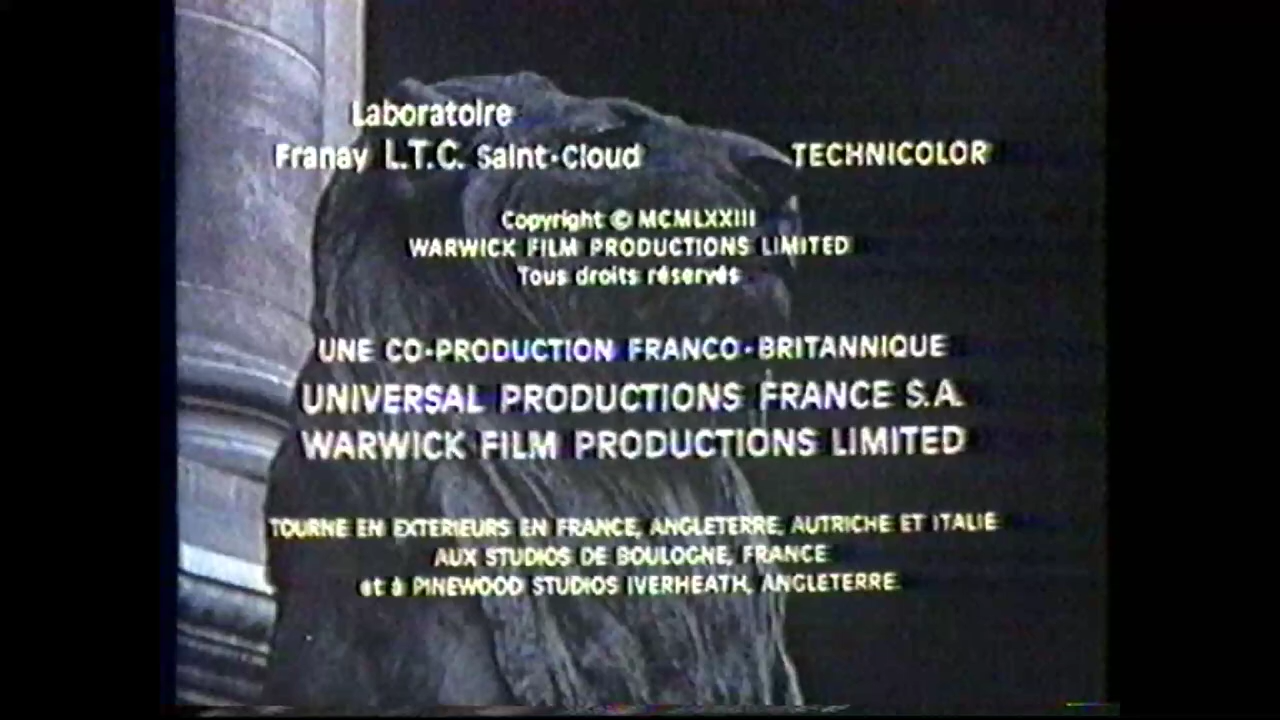 Laboratoire
Franay L.T.C. Saint-Cloud TECHNICOLOR
Copyright © MCMLXXIII
WARWICK FILM PRODUCTIONS LIMITED
Tous droits réservés
UNE CO-PRODUCTION FRANCO-BRITANNIQUE
UNIVERSAL PRODUCTIONS FRANCE S.A.
WARWICK FILM PRODUCTIONS LIMITED
TOURNE EN EXTERIEURS EN FRANCE, ANGLETERRE, AUTRICHE ET ITALIE
AUX STUDIOS DE BOULOGNE, FRANCE
et à PINEWOOD STUDIOS IVERHEATH, ANGLETERRE.